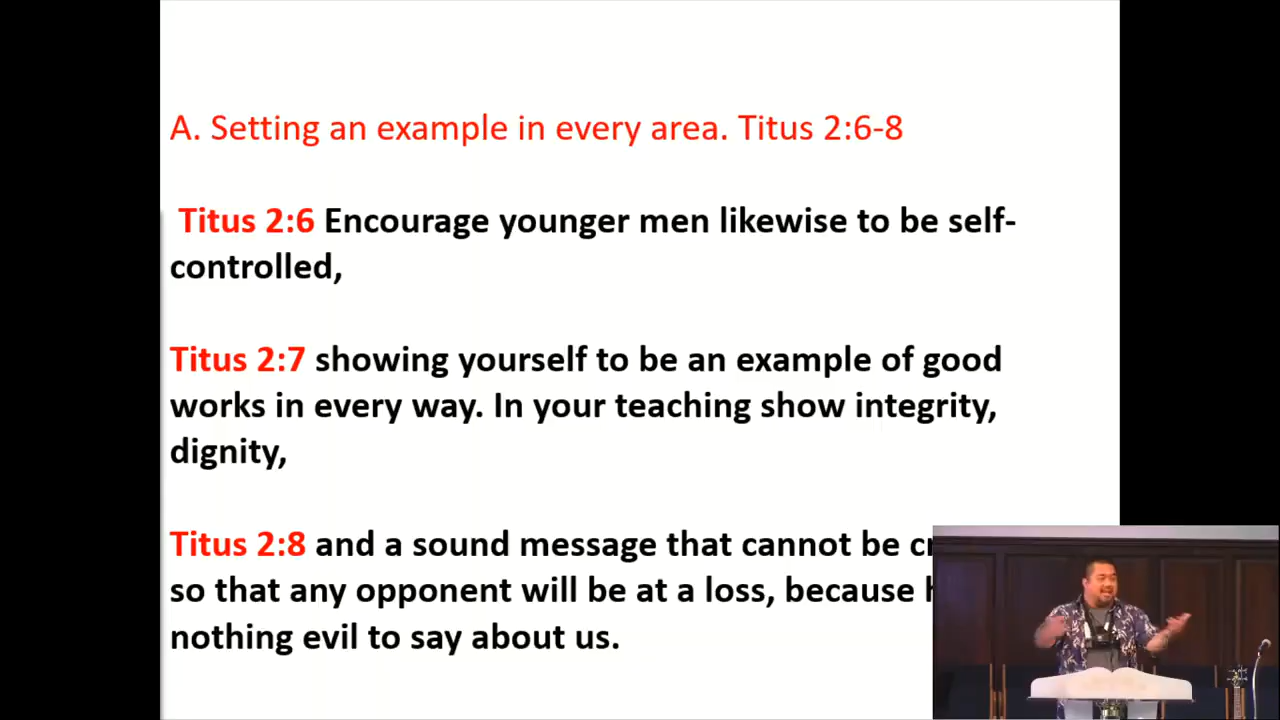 A. Setting an example in every area. Titus 2:6-8
Titus 2:6 Encourage younger men likewise to be self-
controlled,
Titus 2:7 showing yourself to be an example of good
works in every way. In your teaching show integrity,
dignity,
Titus 2:8 and a sound message that cannot be
so that any opponent will be at a loss, because
nothing evil to say about us.